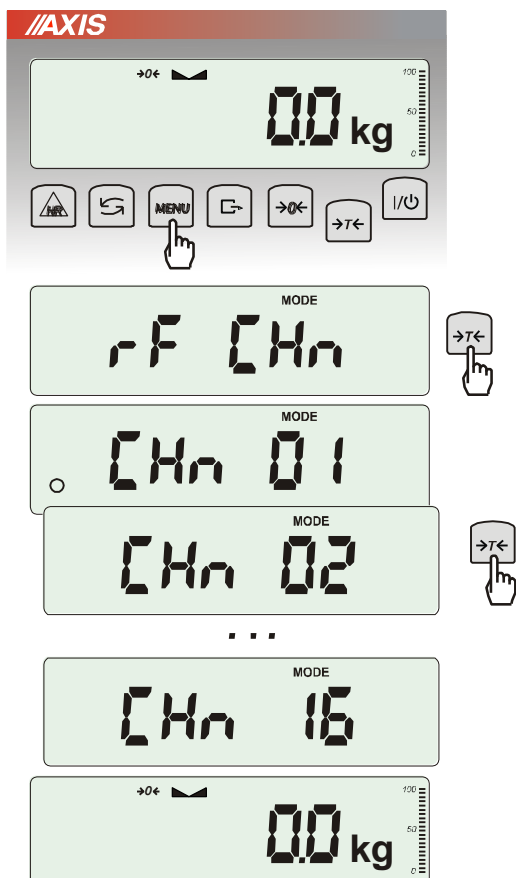 //AXIS
→0←
100
50
0
0.0 kg
NR
MENU
→0←
→T←
I/⏻
MODE
rF CHn
→T←
MODE
CHn 01
MODE
CHn 02
→T←
...
MODE
CHn 16
→0←
100
50
0
0.0 kg